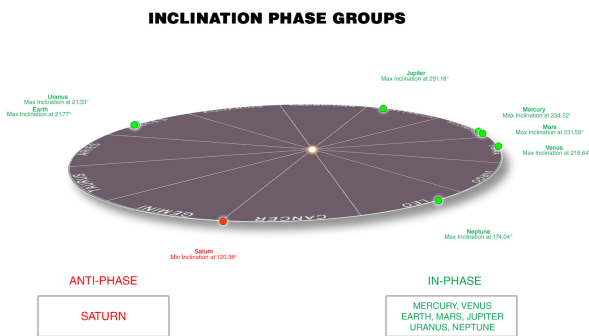 INCLINATION PHASE GROUPS
Jupiter
Max Inclination at 291.18°
Uranus
Max Inclination at 21.33°
Earth
Max Inclination at 21.77°
Mercury
Max Inclination at 234.52°
Mars
Max Inclination at 231.59°
Venus
Max Inclination at 218.64
TAURUS
GEMINI
CANCER
LEO
Neptune
Max Inclination at 174.04°
Saturn
Min Inclination at 120.38°
ANTI-PHASE
SATURN
IN-PHASE
MERCURY, VENUS
EARTH, MARS, JUPITER
URANUS, NEPTUNE